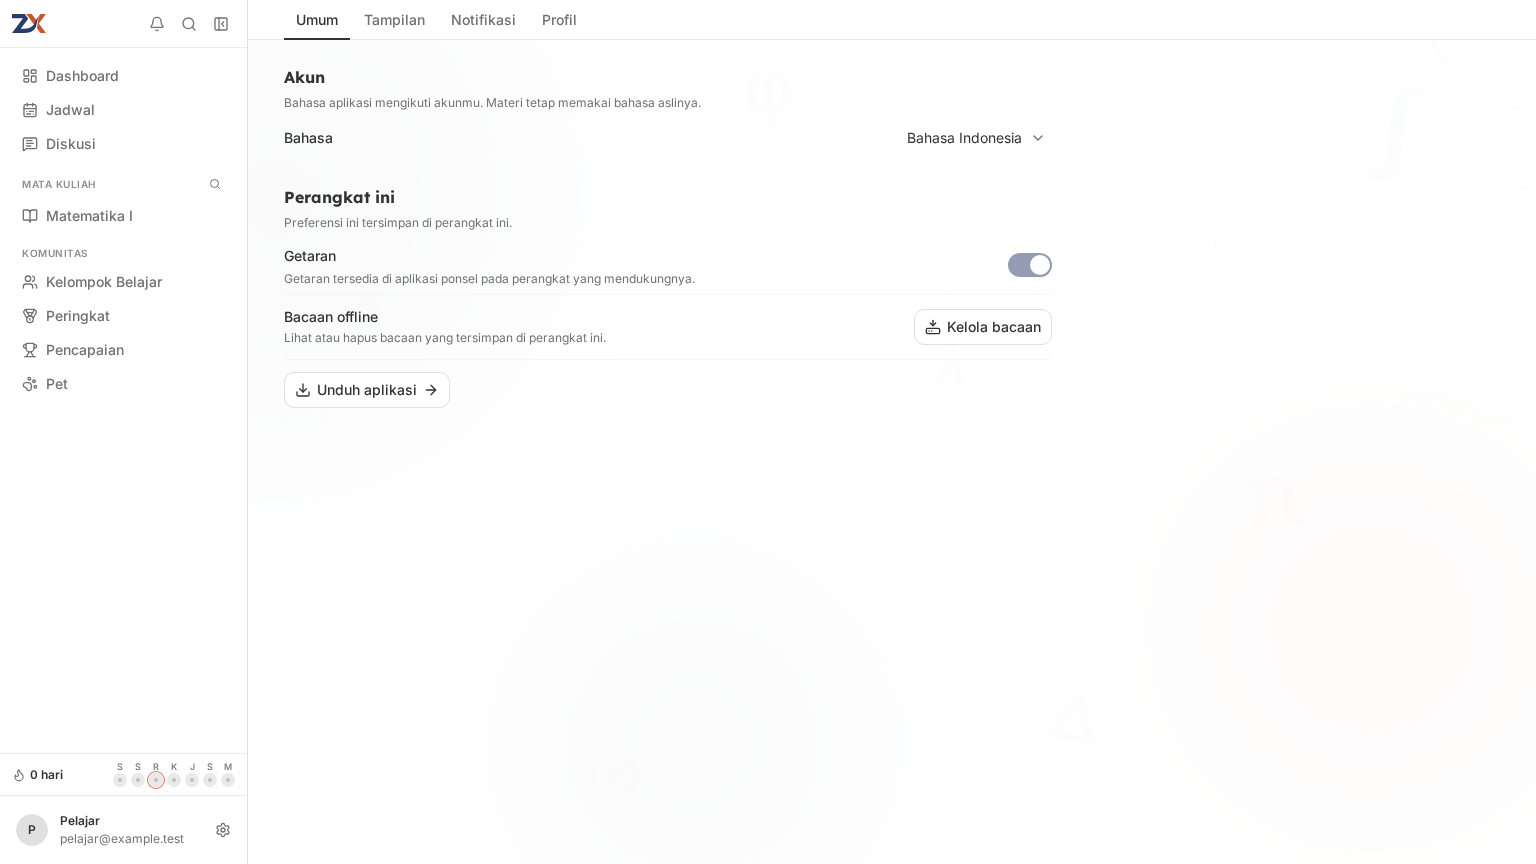 ZX
Umum Tampilan Notifikasi Profil
Dashboard
Jadwal
Diskusi
MATA KULIAH
Matematika I
KOMUNITAS
Kelompok Belajar
Peringkat
Pencapaian
Pet
0 hari
S S R K J S M
P
Pelajar
pelajar@example.test
Akun
Bahasa aplikasi mengikuti akunmu. Materi tetap memakai bahasa aslinya.
Bahasa
Bahasa Indonesia
Perangkat ini
Preferensi ini tersimpan di perangkat ini.
Getaran
Getaran tersedia di aplikasi ponsel pada perangkat yang mendukungnya.
Bacaan offline
Lihat atau hapus bacaan yang tersimpan di perangkat ini.
Kelola bacaan
Unduh aplikasi
φ
∫
λ
π
∞